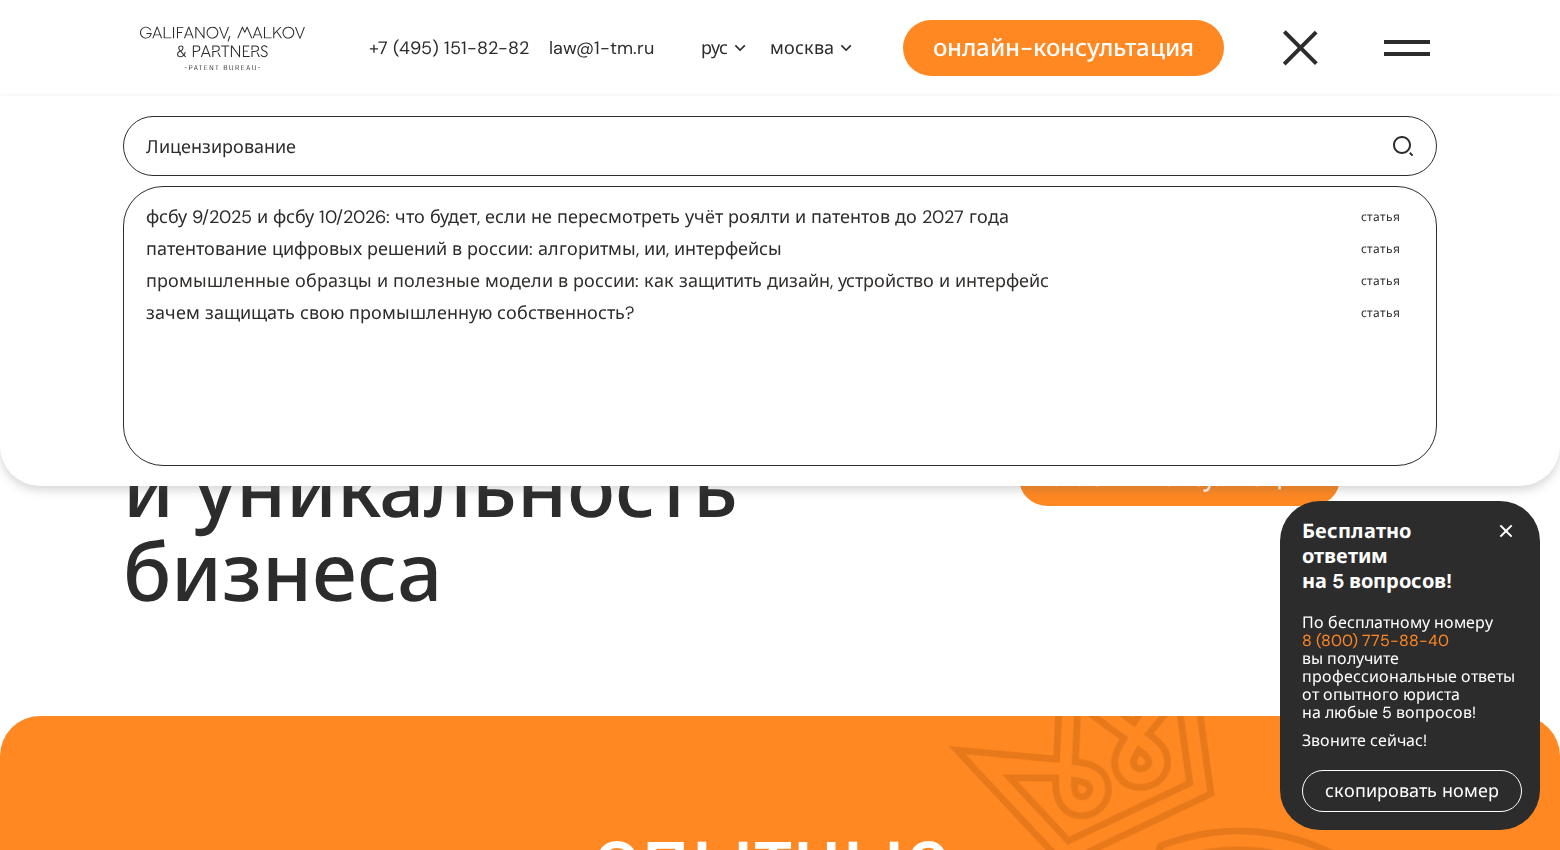 GALIFANOV, MALKOV
& PARTNERS
-PATENT BUREAU-
+7 (495) 151-82-82
law@1-tm.ru
рус
москва
онлайн-консультация
Лицензирование
фсбу 9/2025 и фсбу 10/2026: что будет, если не пересмотреть учёт роялти и патентов до 2027 года
статья
патентование цифровых решений в россии: алгоритмы, ии, интерфейсы
статья
промышленные образцы и полезные модели в россии: как защитить дизайн, устройство и интерфейс
статья
зачем защищать свою промышленную собственность?
статья
и уникальность
бизнеса
Бесплатно
ответим
на 5 вопросов!
По бесплатному номеру
8 (800) 775-88-40
вы получите
профессиональные ответы
от опытного юриста
на любые 5 вопросов!
Звоните сейчас!
скопировать номер
опытные